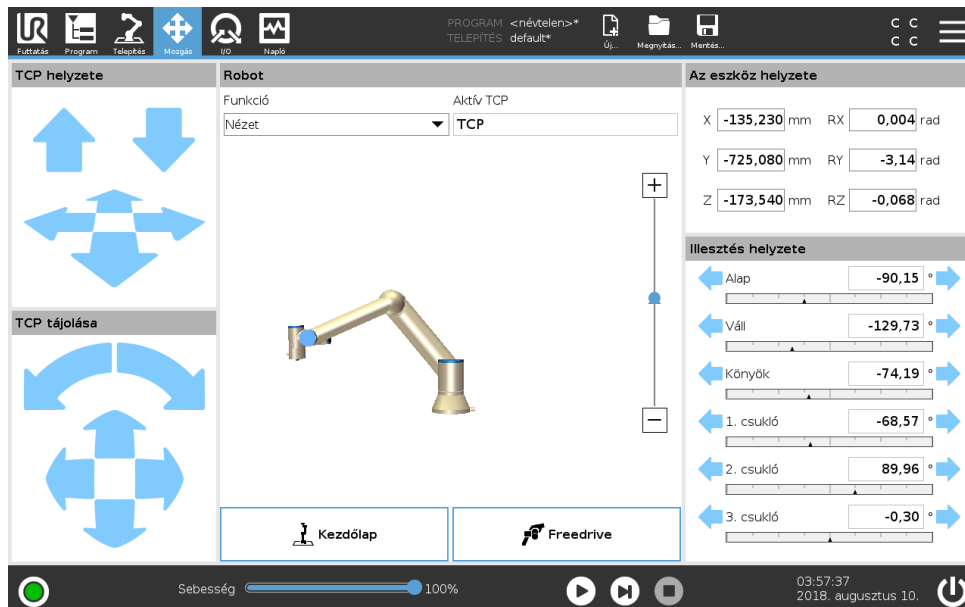 PROGRAM <névtelen>*
TELEPÍTÉS default*
Futtatás Program Telepítés Mozgás I/O Napló Új... Megnyitás... Mentés...
C C
C C
TCP helyzete
Robot
Az eszköz helyzete
Funkció Aktív TCP
Nézet TCP
X -135,230 mm RX 0,004 rad
Y -725,080 mm RY -3,14 rad
Z -173,540 mm RZ -0,068 rad
+
−
Illesztés helyzete
Alap -90,15 °
Váll -129,73 °
Könyök -74,19 °
1. csukló -68,57 °
2. csukló 89,96 °
3. csukló -0,30 °
TCP tájolása
Kezdőlap Freedrive
Sebesség 100%
03:57:37
2018. augusztus 10.